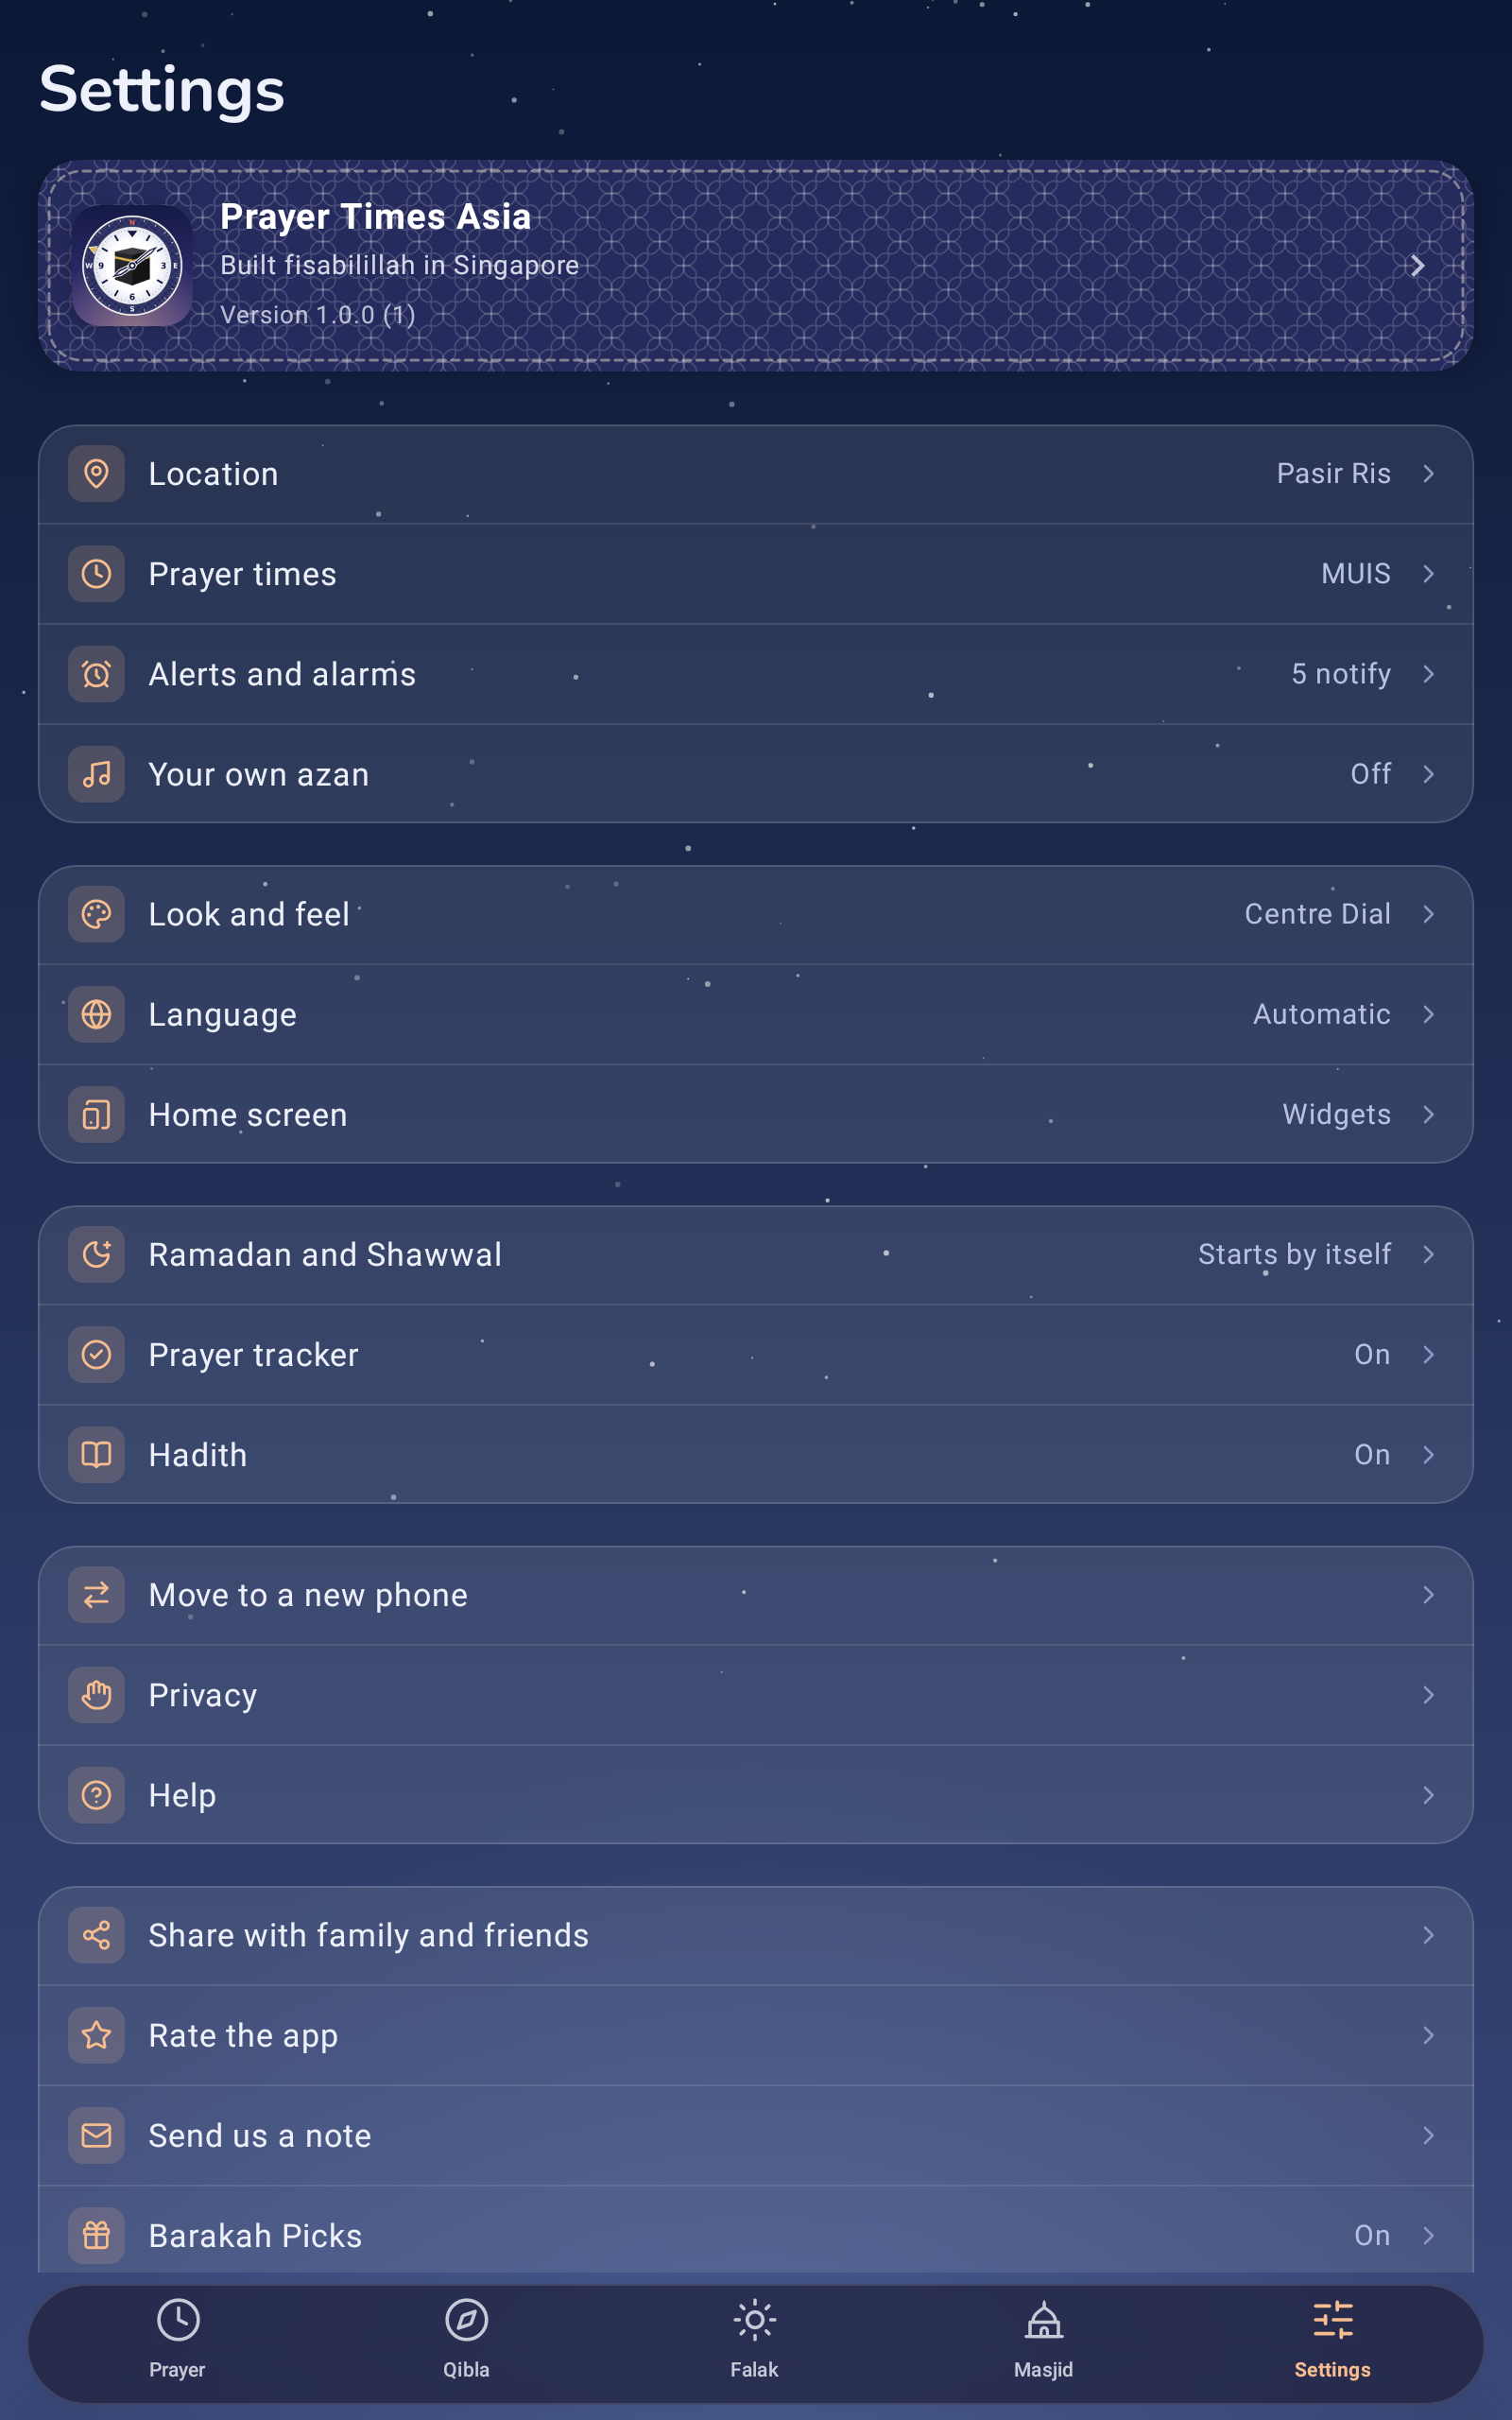 Settings
Prayer Times Asia
Built fisabilillah in Singapore
Version 1.0.0 (1)
Location Pasir Ris
Prayer times MUIS
Alerts and alarms 5 notify
Your own azan Off
Look and feel Centre Dial
Language Automatic
Home screen Widgets
Ramadan and Shawwal Starts by itself
Prayer tracker On
Hadith On
Move to a new phone
Privacy
Help
Share with family and friends
Rate the app
Send us a note
Barakah Picks On
Prayer Qibla Falak Masjid Settings